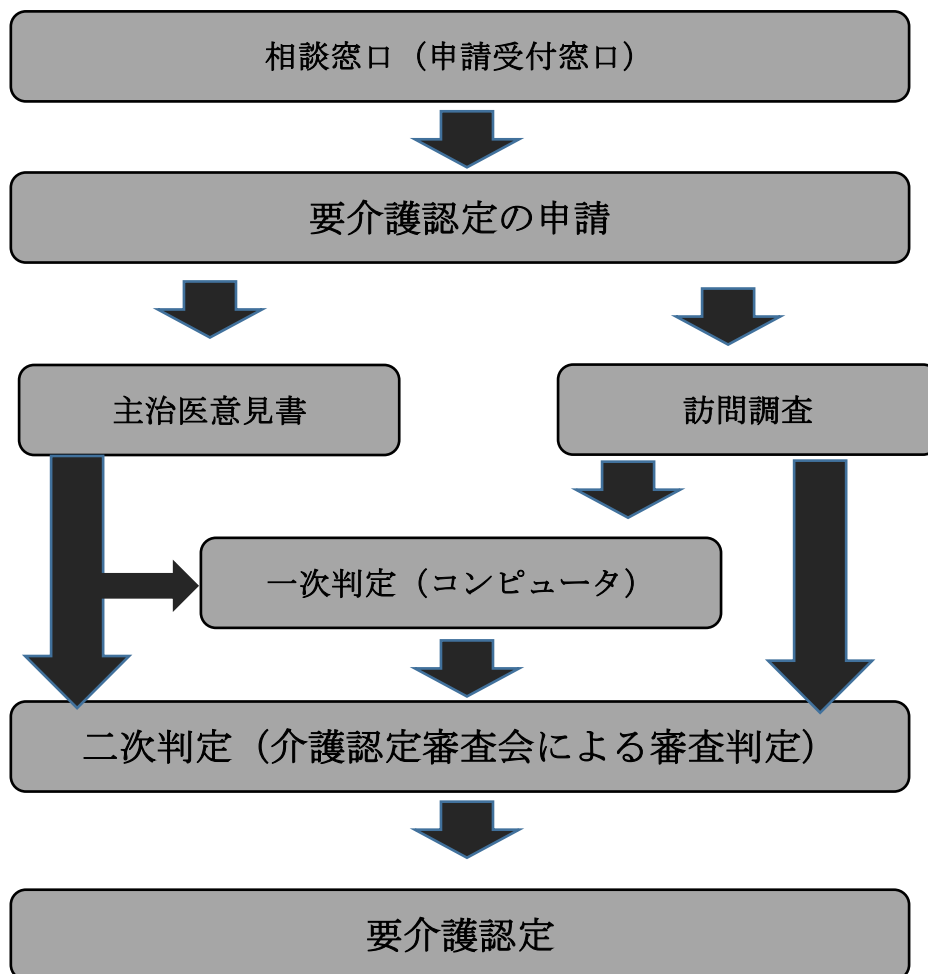 相談窓口（申請受付窓口）
要介護認定の申請
主治医意見書
訪問調査
一次判定（コンピュータ）
二次判定（介護認定審査会による審査判定）
要介護認定